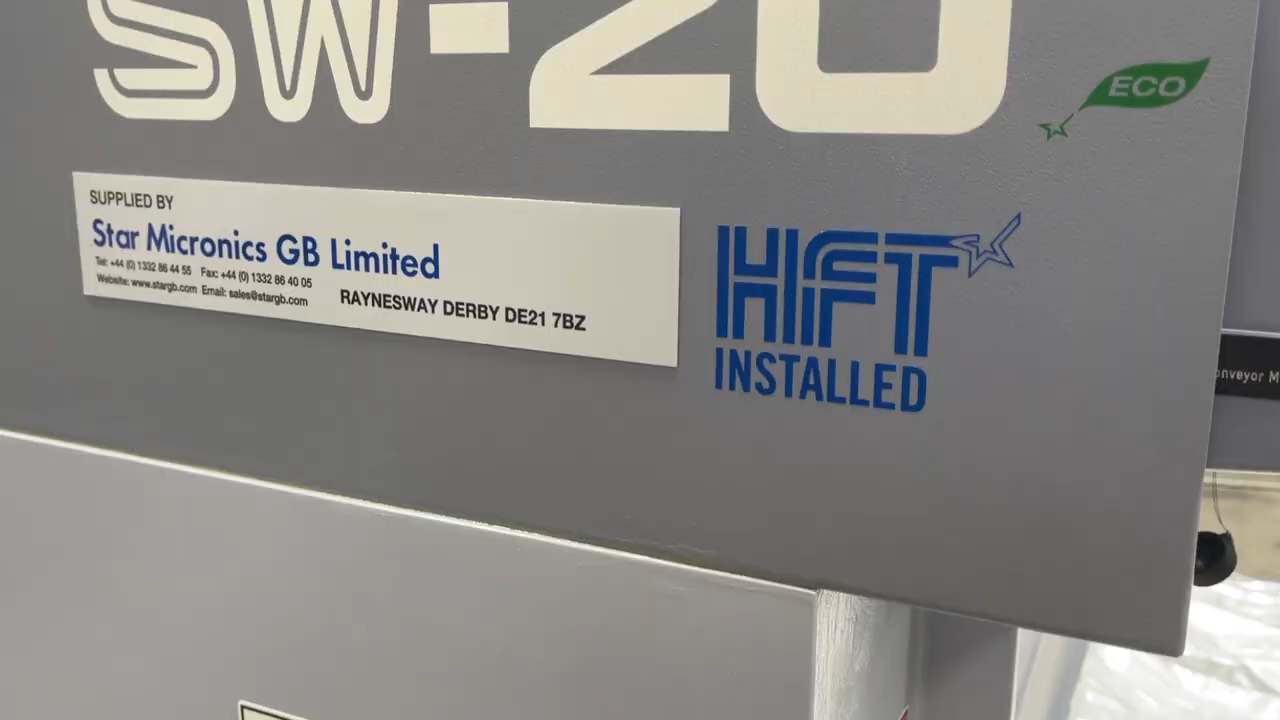 SW-20
ECO
SUPPLIED BY
Star Micronics GB Limited
Tel: +44 (0) 1332 86 44 55 Fax: +44 (0) 1332 86 40 05
Website: www.stargb.com Email: sales@stargb.com
RAYNESWAY DERBY DE21 7BZ
HFT
INSTALLED
onveyor M